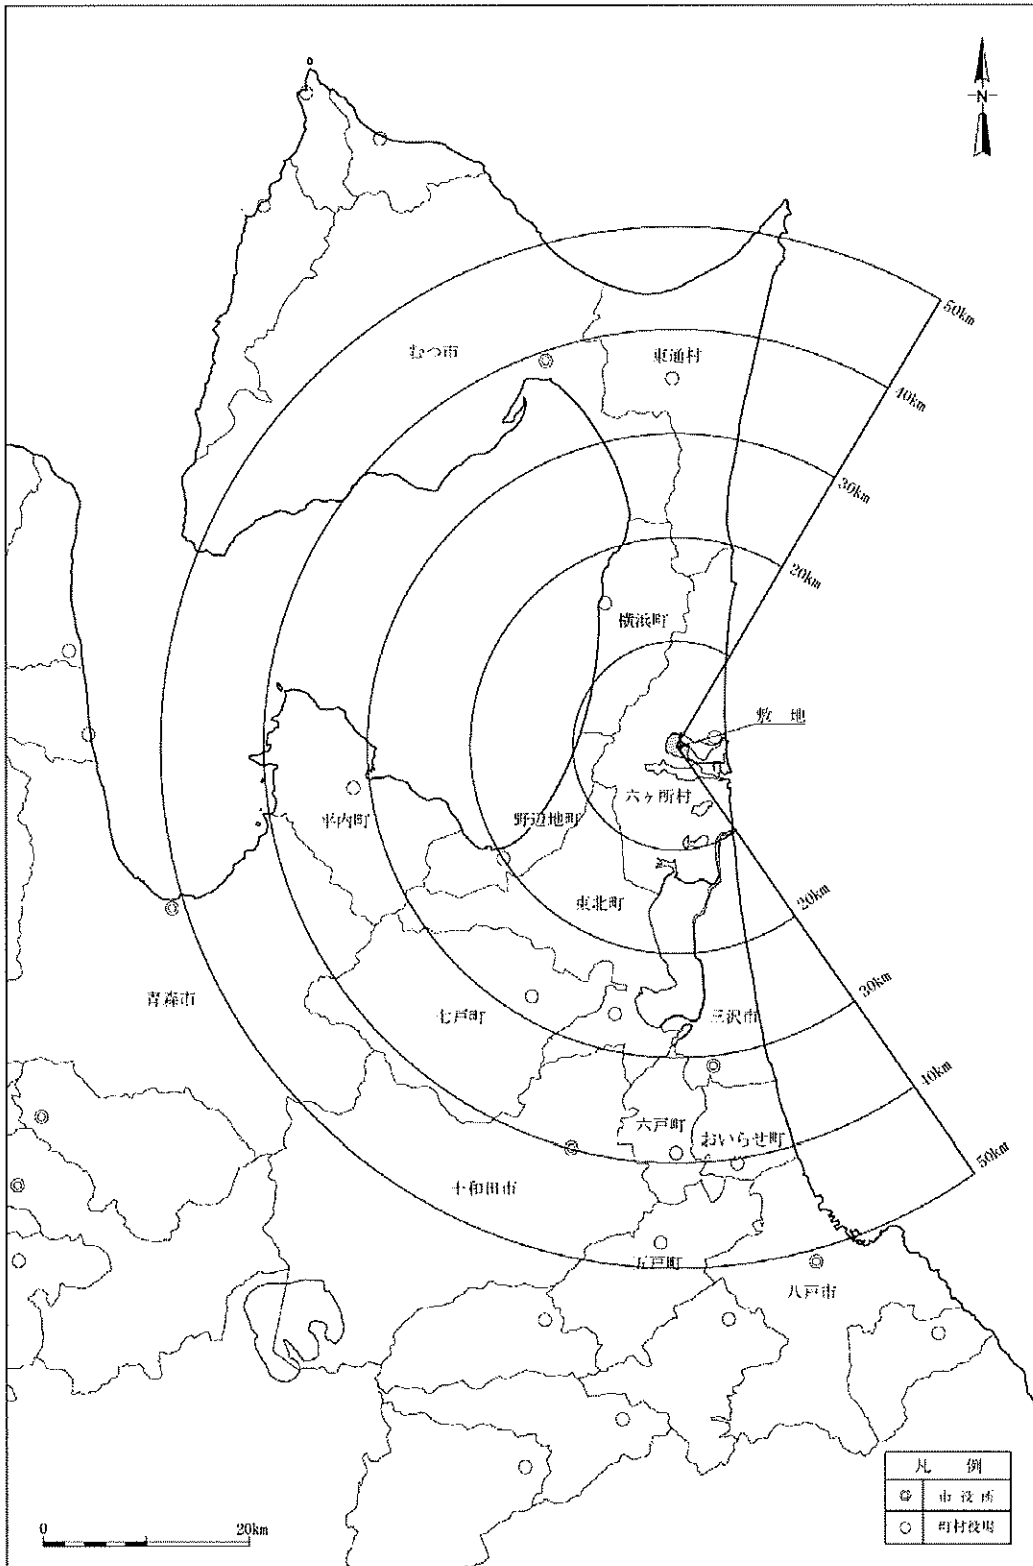 N
50km
むつ市
東通村
40km
30km
20km
横浜町
敷 地
六ヶ所村
平内町
野辺地町
東北町
20km
青森市
七戸町
三沢市
30km
六戸町
おいらせ町
40km
十和田市
50km
五戸町
八戸市
凡 例
市役所
町村役場
0 20km